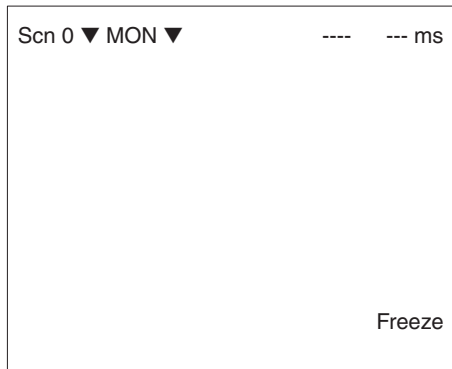 Scn 0 ▼ MON ▼ ---- --- ms
Freeze